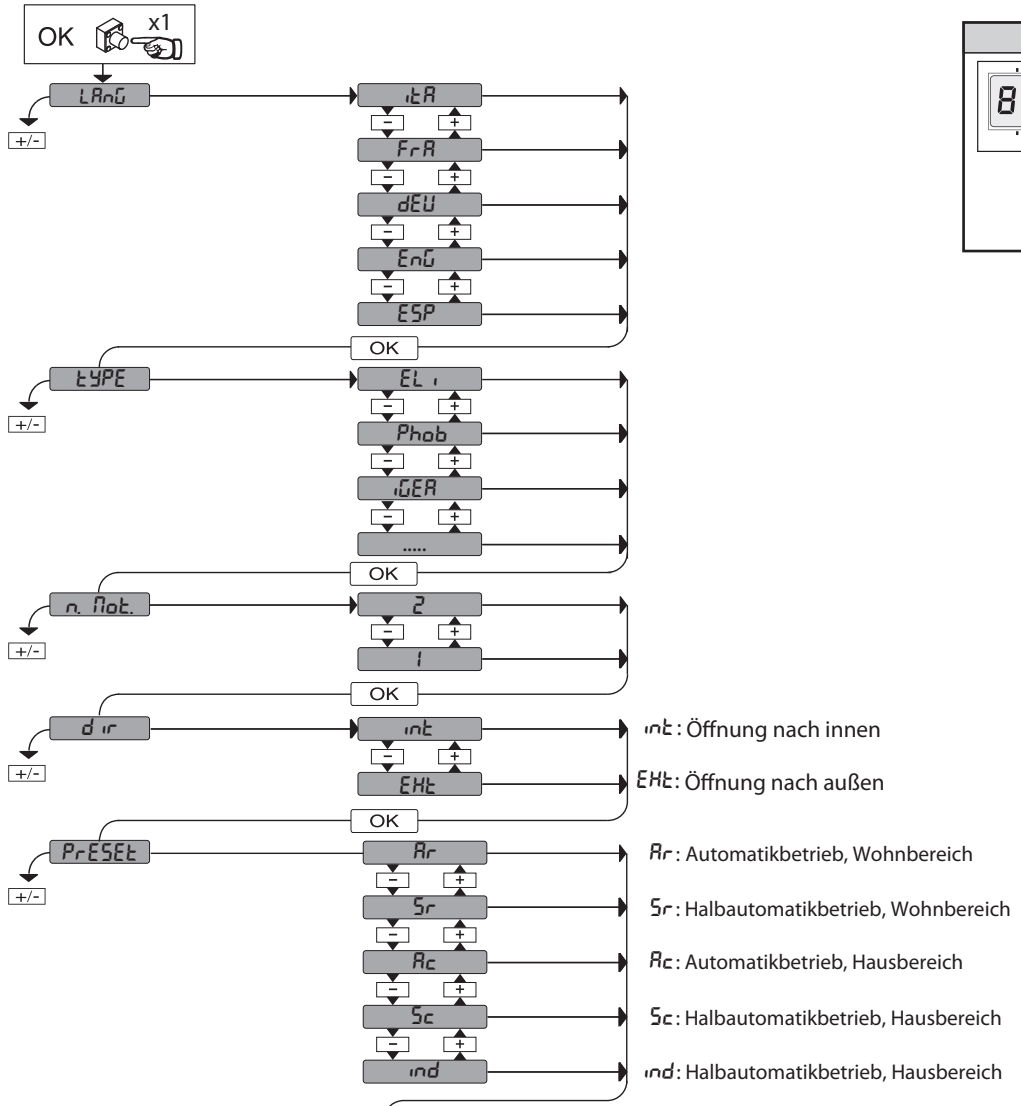 OK x1
LAnG itA
+/-
- +
FrA
- +
dEU
- +
EnG
- +
ESP
OK
tYPE ELi
+/-
- +
Phob
- +
iGEA
- +
.....
OK
n. Mot. 2
+/-
- +
1
OK
dir int int: Öffnung nach innen
+/-
- +
EHt EHt: Öffnung nach außen
OK
PrESEt Ar Ar: Automatikbetrieb, Wohnbereich
+/-
- +
Sr Sr: Halbautomatikbetrieb, Wohnbereich
- +
Ac Ac: Automatikbetrieb, Hausbereich
- +
Sc Sc: Halbautomatikbetrieb, Hausbereich
- +
ind ind: Halbautomatikbetrieb, Hausbereich
8